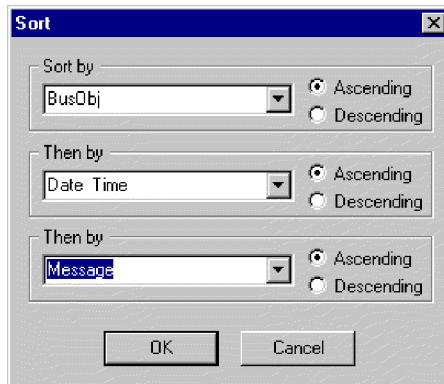 Sort
Sort by
BusObj
Ascending
Descending
Then by
Date Time
Ascending
Descending
Then by
Message
Ascending
Descending
OK
Cancel